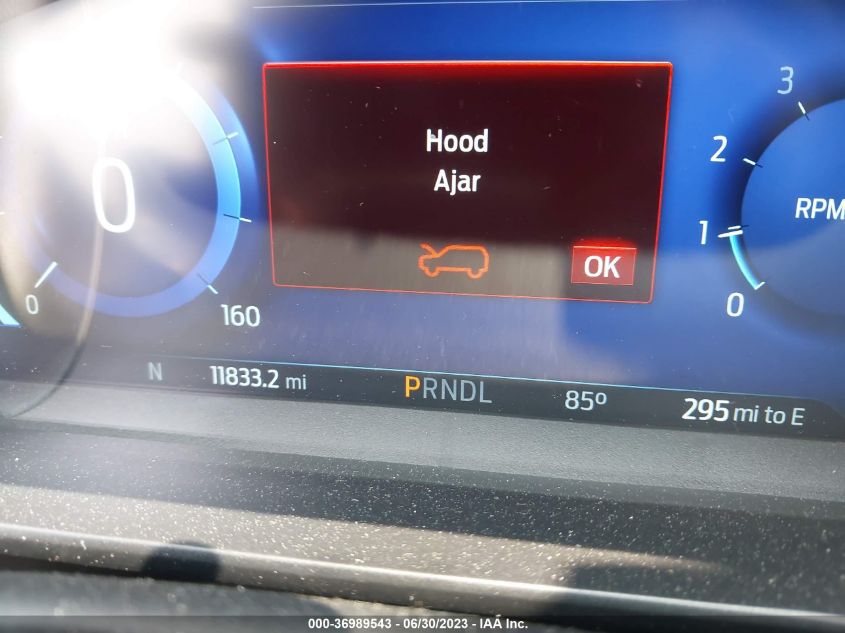 Hood
Ajar
OK
0
0
160
3
2
1
0
RPM
N 11833.2 mi PRNDL 85º 295 mi to E
000-36989543 - 06/30/2023 - IAA Inc.